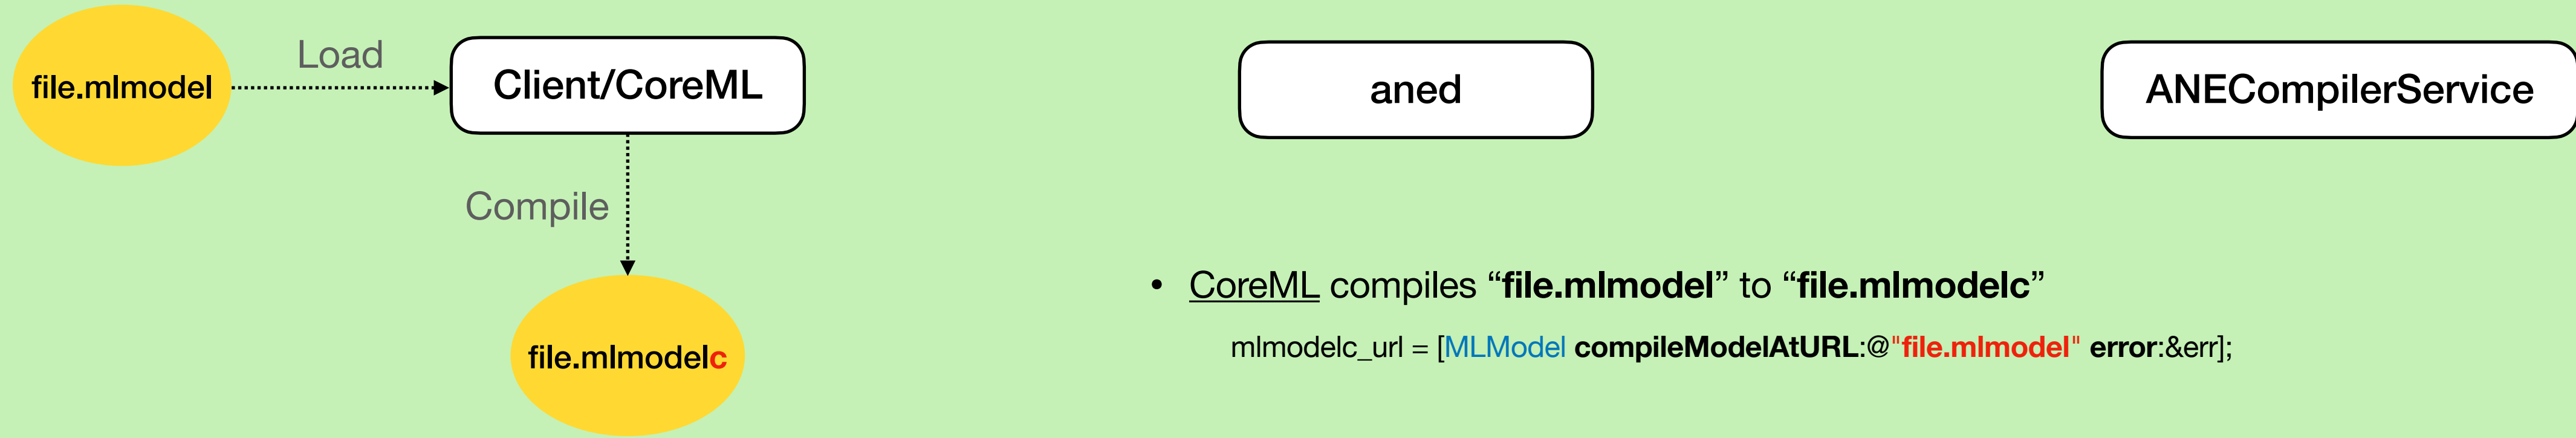 file.mlmodel
Load
Client/CoreML
aned
ANECompilerService
Compile
file.mlmodelc
• CoreML compiles “file.mlmodel” to “file.mlmodelc”
mlmodelc_url = [MLModel compileModelAtURL:@"file.mlmodel" error:&err];